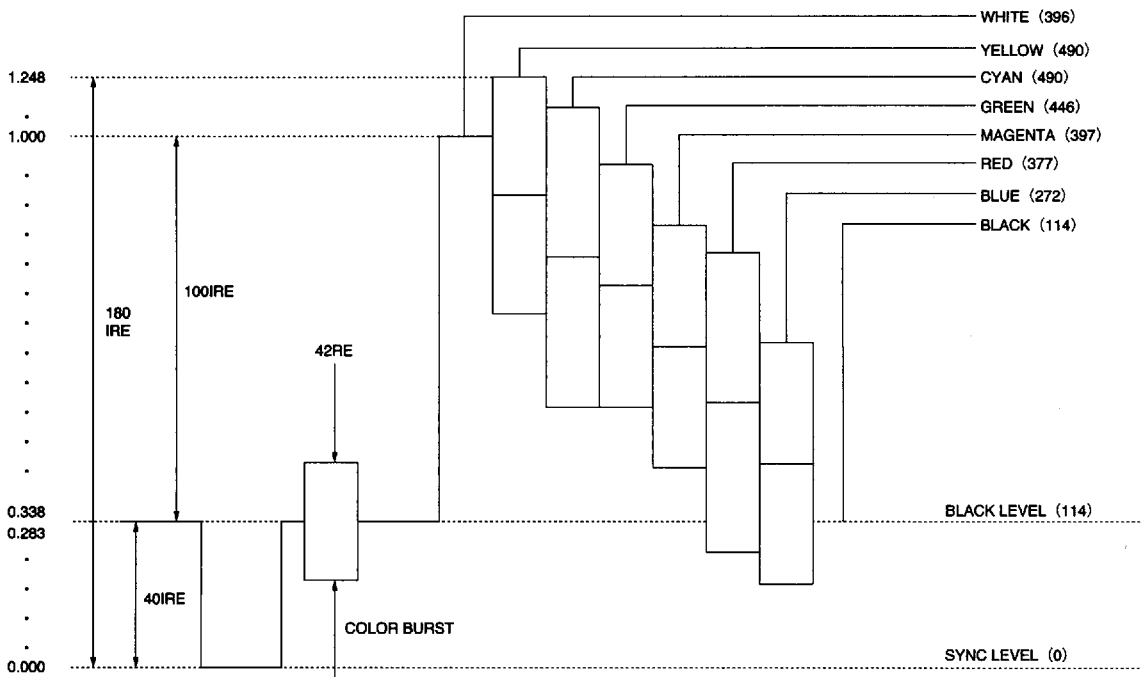 WHITE (396)
YELLOW (490)
1.248
CYAN (490)
GREEN (446)
1.000
MAGENTA (397)
RED (377)
BLUE (272)
BLACK (114)
100IRE
180
IRE
42RE
0.338
BLACK LEVEL (114)
0.283
40IRE
COLOR BURST
SYNC LEVEL (0)
0.000